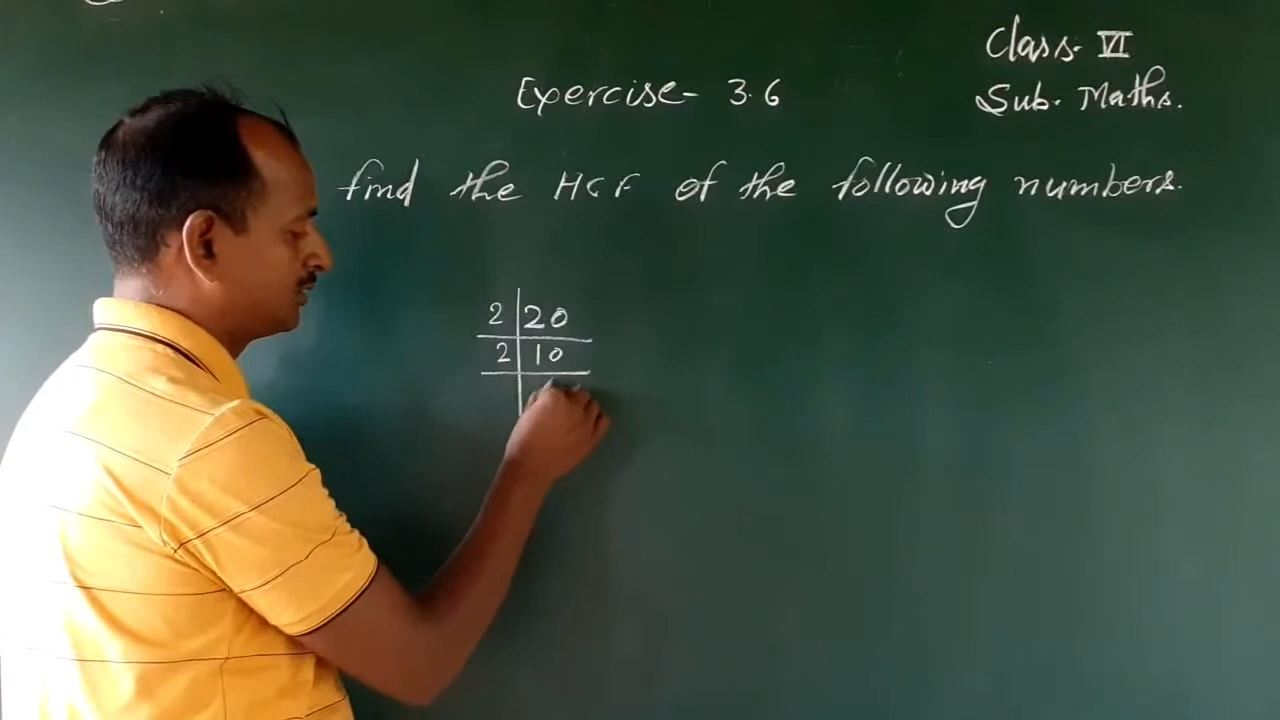 Class. VI
Sub. Maths.
Exercise- 3.6
find the HCF of the following numbers.
2 20
2 10